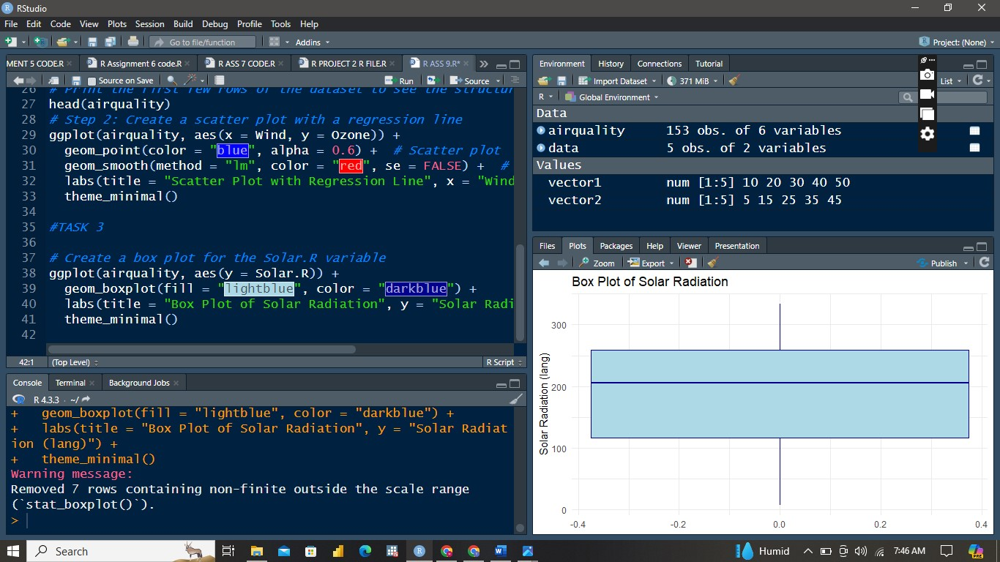 RStudio
File Edit Code View Plots Session Build Debug Profile Tools Help
Go to file/function Addins Project: (None)
MENT 5 CODE.R R Assignment 6 code.R R ASS 7 CODE.R R PROJECT 2 R FILE.R R ASS 9.R*
Source on Save Run Source
26 # Print the first few rows of the dataset to see the structur
27 head(airquality)
28 # Step 2: Create a scatter plot with a regression line
29 ggplot(airquality, aes(x = Wind, y = Ozone)) +
30 geom_point(color = "blue", alpha = 0.6) + # Scatter plot
31 geom_smooth(method = "lm", color = "red", se = FALSE) + #
32 labs(title = "Scatter Plot with Regression Line", x = "Wind
33 theme_minimal()
34
35 #TASK 3
36
37 # Create a box plot for the Solar.R variable
38 ggplot(airquality, aes(y = Solar.R)) +
39 geom_boxplot(fill = "lightblue", color = "darkblue") +
40 labs(title = "Box Plot of Solar Radiation", y = "Solar Radi
41 theme_minimal()
42
42:1 (Top Level) R Script
Console Terminal Background Jobs
R 4.3.3 · ~/
+ geom_boxplot(fill = "lightblue", color = "darkblue") +
+ labs(title = "Box Plot of Solar Radiation", y = "Solar Radiat
ion (lang)") +
+ theme_minimal()
Warning message:
Removed 7 rows containing non-finite outside the scale range
(`stat_boxplot()`).
>
Environment History Connections Tutorial
Import Dataset 371 MiB List
R Global Environment
Data
airquality 153 obs. of 6 variables
data 5 obs. of 2 variables
Values
vector1 num [1:5] 10 20 30 40 50
vector2 num [1:5] 5 15 25 35 45
Files Plots Packages Help Viewer Presentation
Zoom Export Publish
Box Plot of Solar Radiation
Solar Radiation (lang)
300
200
100
0
-0.4 -0.2 0.0 0.2 0.4
Search Humid 7:46 AM
PRE